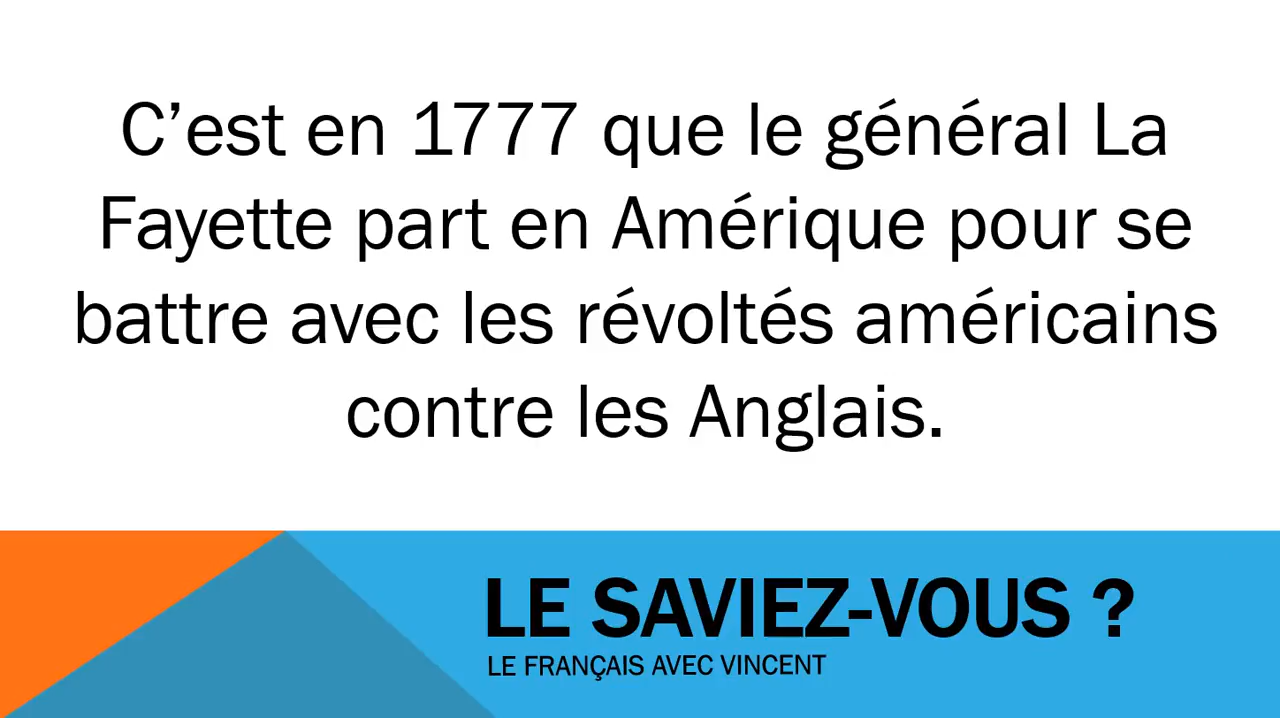 C’est en 1777 que le général La
Fayette part en Amérique pour se
battre avec les révoltés américains
contre les Anglais.
LE SAVIEZ-VOUS ?
LE FRANÇAIS AVEC VINCENT